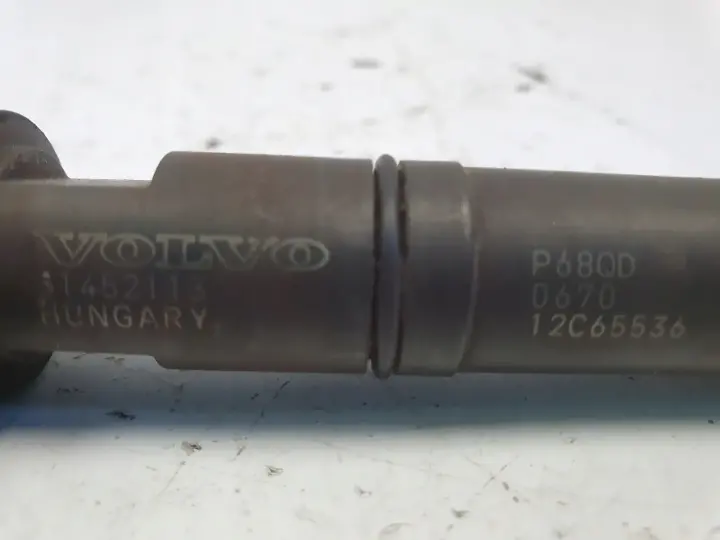 VOLVO
31452113
HUNGARY
P68QD
0670
12C65536